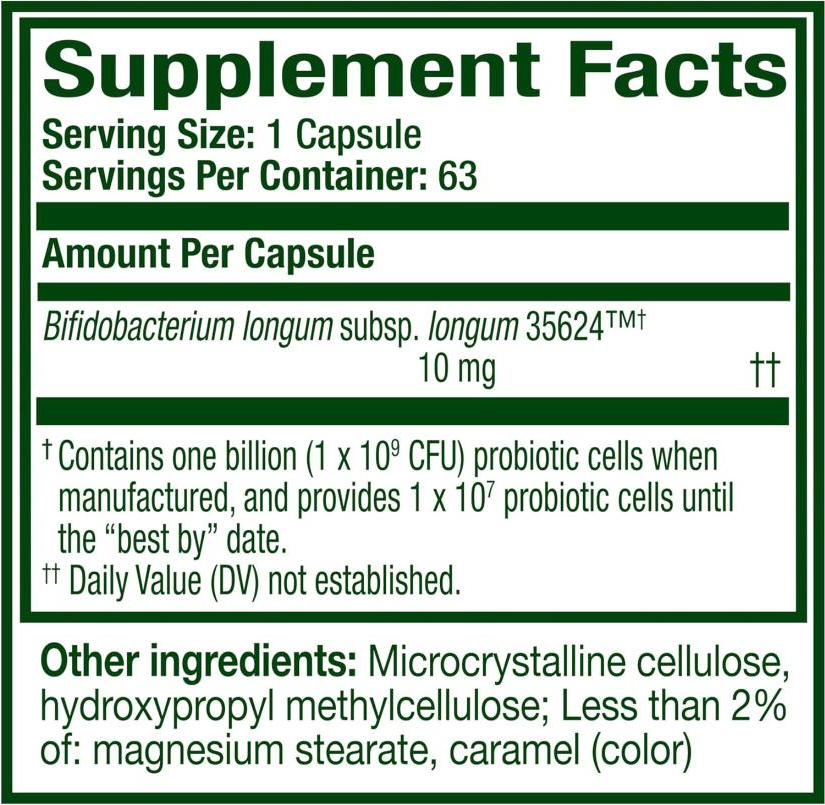 Supplement Facts
Serving Size: 1 Capsule
Servings Per Container: 63
Amount Per Capsule
Bifidobacterium longum subsp. longum 35624™†
10 mg ††
† Contains one billion (1 x 10⁹ CFU) probiotic cells when
manufactured, and provides 1 x 10⁷ probiotic cells until
the “best by” date.
†† Daily Value (DV) not established.
Other ingredients: Microcrystalline cellulose,
hydroxypropyl methylcellulose; Less than 2%
of: magnesium stearate, caramel (color)